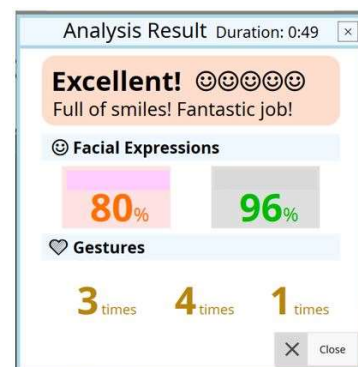 Analysis Result Duration: 0:49
Excellent! ☺☺☺☺☺
Full of smiles! Fantastic job!
☺ Facial Expressions
80% 96%
Gestures
3 times 4 times 1 times
Close